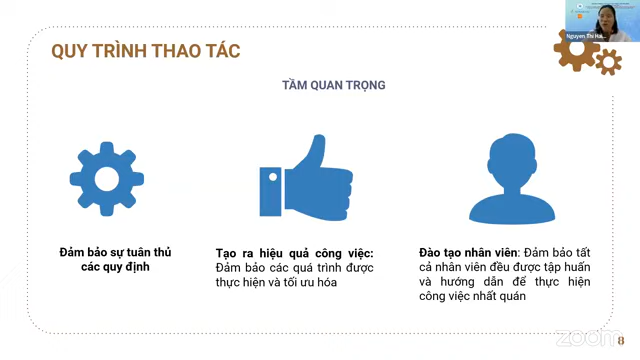 Nguyen Thi Ha...
QUY TRÌNH THAO TÁC
TẦM QUAN TRỌNG
Đảm bảo sự tuân thủ
các quy định
Tạo ra hiệu quả công việc:
Đảm bảo các quá trình được
thực hiện và tối ưu hóa
Đào tạo nhân viên: Đảm bảo tất
cả nhân viên đều được tập huấn
và hướng dẫn để thực hiện
công việc nhất quán
zoom
8